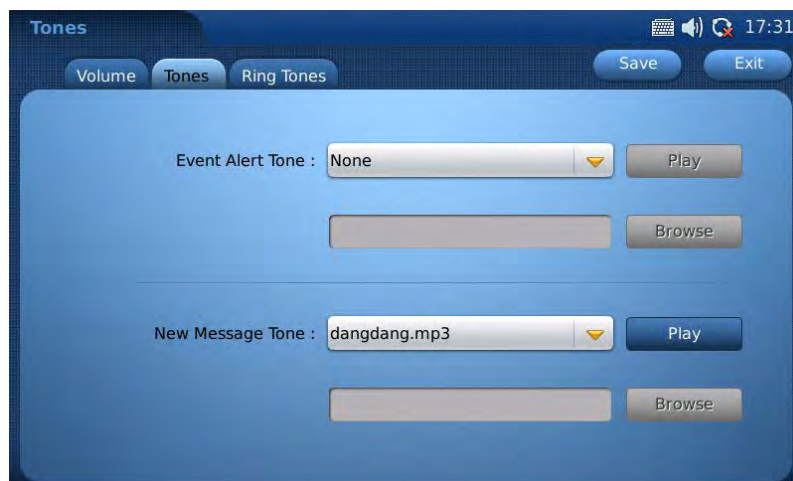 Tones 17:31
Volume Tones Ring Tones Save Exit
Event Alert Tone : None Play
Browse
New Message Tone : dangdang.mp3 Play
Browse